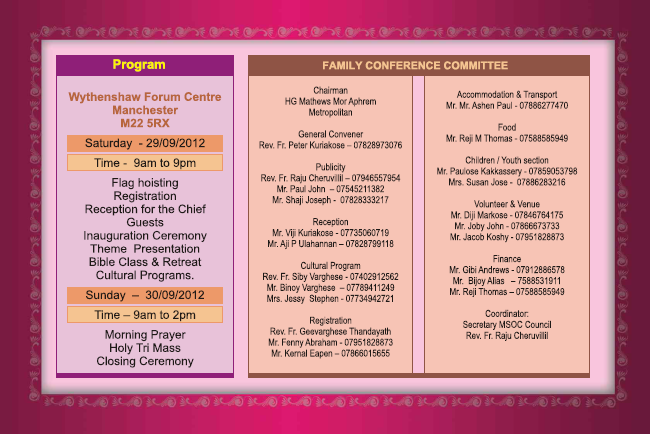 Program
Wythenshaw Forum Centre
Manchester
M22 5RX
Saturday - 29/09/2012
Time - 9am to 9pm
Flag hoisting
Registration
Reception for the Chief
Guests
Inauguration Ceremony
Theme Presentation
Bible Class & Retreat
Cultural Programs.
Sunday – 30/09/2012
Time – 9am to 2pm
Morning Prayer
Holy Tri Mass
Closing Ceremony
FAMILY CONFERENCE COMMITTEE
Chairman
HG Mathews Mor Aphrem
Metropolitan
General Convener
Rev. Fr. Peter Kuriakose – 07828973076
Publicity
Rev. Fr. Raju Cheruvillil – 07946557954
Mr. Paul John – 07545211382
Mr. Shaji Joseph - 07828333217
Reception
Mr. Viji Kuriakose - 07735060719
Mr. Aji P Ulahannan – 07828799118
Cultural Program
Rev. Fr. Siby Varghese - 07402912562
Mr. Binoy Varghese – 07789411249
Mrs. Jessy Stephen - 07734942721
Registration
Rev. Fr. Geevarghese Thandayath
Mr. Fenny Abraham - 07951828873
Mr. Kernal Eapen – 07866015655
Accommodation & Transport
Mr. Mr. Ashen Paul - 07886277470
Food
Mr. Reji M Thomas - 07588585949
Children / Youth section
Mr. Paulose Kakkassery - 07859053798
Mrs. Susan Jose - 07886283216
Volunteer & Venue
Mr. Diji Markose - 07846764175
Mr. Joby John - 07866673733
Mr. Jacob Koshy - 07951828873
Finance
Mr. Gibi Andrews - 07912886578
Mr. Bijoy Alias – 7588531911
Mr. Reji Thomas – 07588585949
Coordinator:
Secretary MSOC Council
Rev. Fr. Raju Cheruvillil